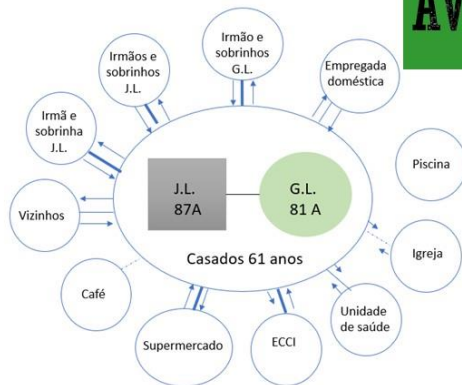 Irmão e
sobrinhos
G.L.
Irmãos e
sobrinhos
J.L.
Empregada
doméstica
Irmã e
sobrinha
J.L.
Piscina
J.L.
87A
G.L.
81 A
Vizinhos
Casados 61 anos
Igreja
Café
Unidade
de saúde
Supermercado
ECCI